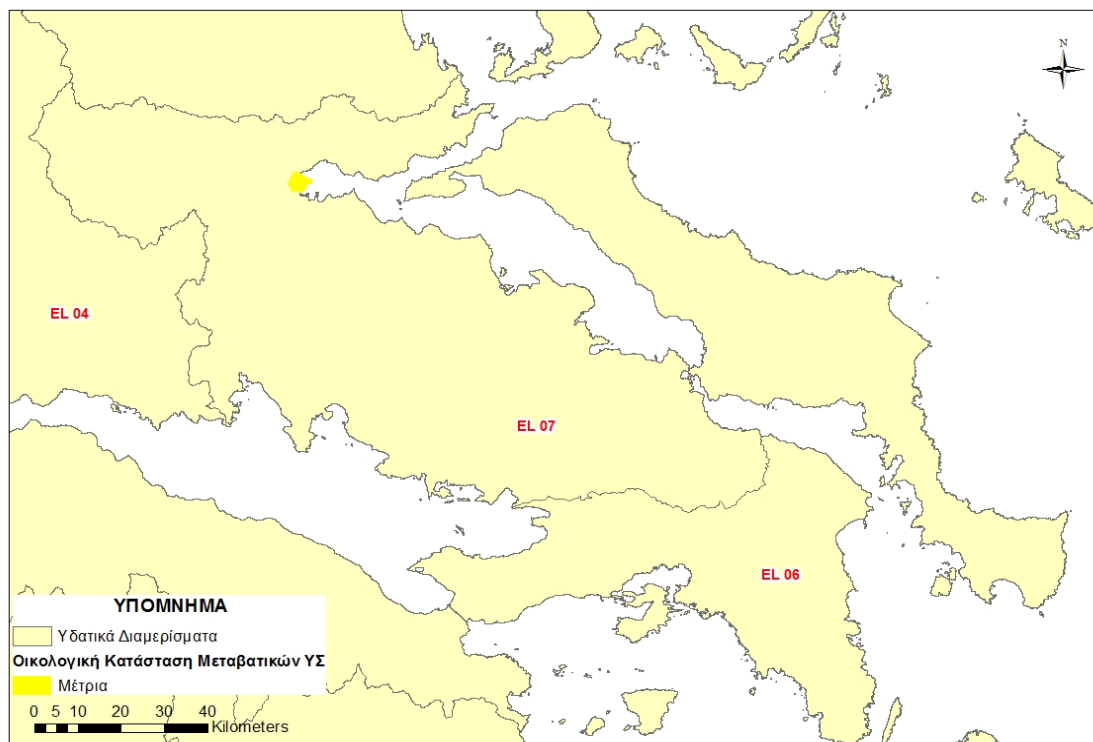 N
EL 04
EL 07
EL 06
ΥΠΟΜΝΗΜΑ
Υδατικά Διαμερίσματα
Οικολογική Κατάσταση Μεταβατικών ΥΣ
Μέτρια
0 5 10 20 30 40
Kilometers